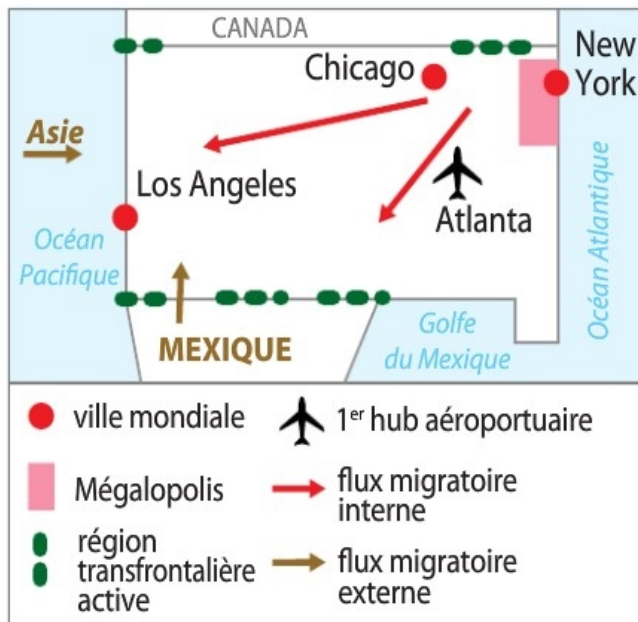 CANADA
New
York
Chicago
Asie
Los Angeles
Atlanta
Océan
Pacifique
Océan Atlantique
MEXIQUE
Golfe
du Mexique
ville mondiale
1er hub aéroportuaire
Mégalopolis
flux migratoire
interne
région
transfrontalière
active
flux migratoire
externe